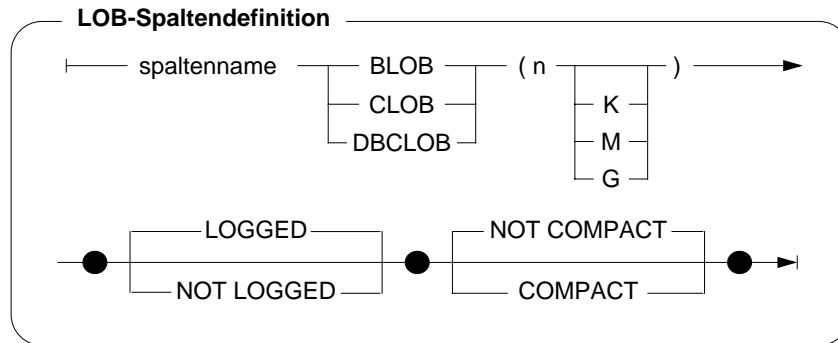 LOB-Spaltendefinition
spaltenname BLOB ( n )
CLOB K
DBCLOB M
G
LOGGED NOT COMPACT
NOT LOGGED COMPACT